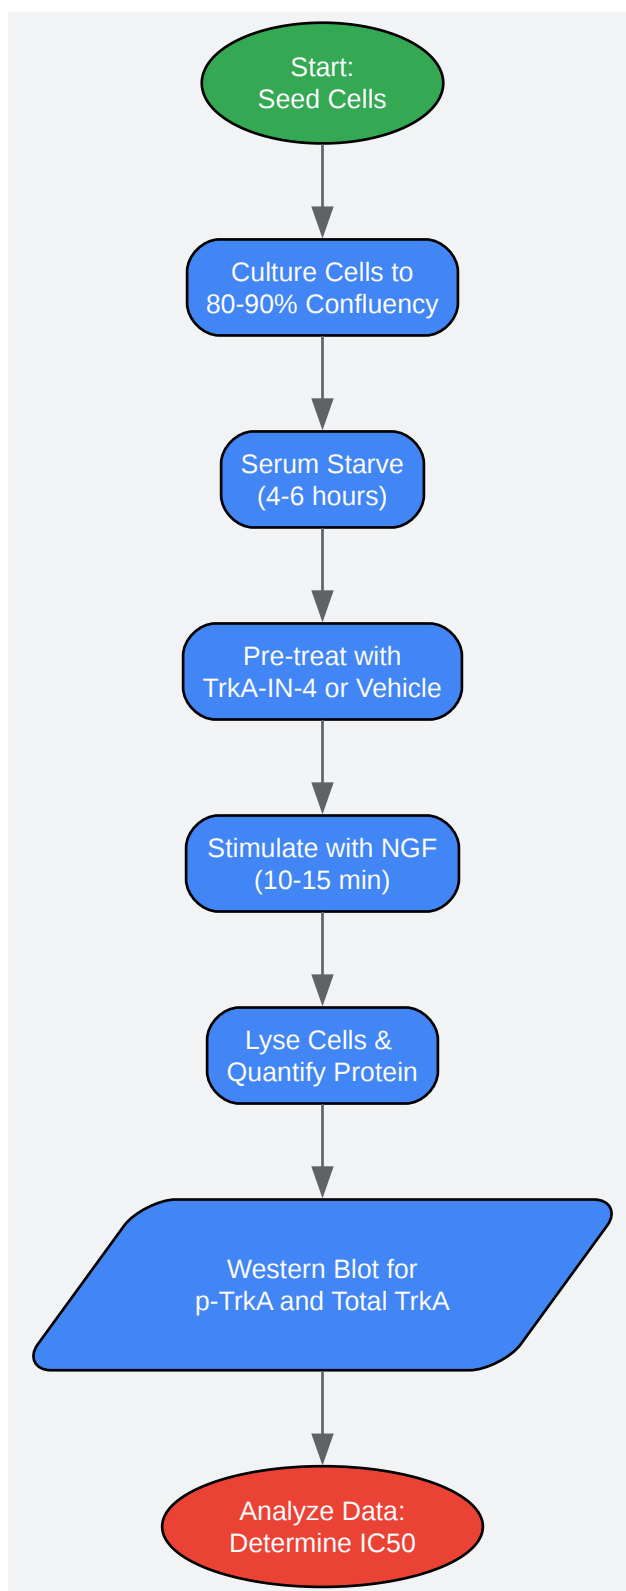 Start:
Seed Cells
Culture Cells to
80-90% Confluency
Serum Starve
(4-6 hours)
Pre-treat with
TrkA-IN-4 or Vehicle
Stimulate with NGF
(10-15 min)
Lyse Cells &
Quantify Protein
Western Blot for
p-TrkA and Total TrkA
Analyze Data:
Determine IC50